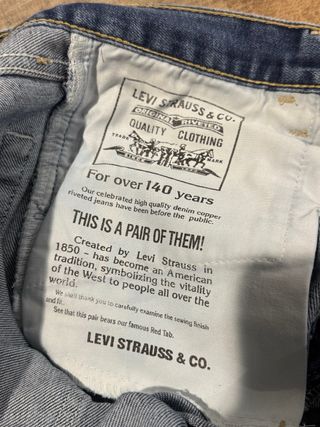 LEVI STRAUSS & CO.
ORIGINAL RIVETED
QUALITY CLOTHING
TRADE MARK
For over 140 years
Our celebrated high quality denim copper
riveted jeans have been before the public.
THIS IS A PAIR OF THEM!
Created by Levi Strauss in
1850 - has become an American
tradition, symbolizing the vitality
of the West to people all over the
world.
We shall thank you to carefully examine the sewing finish
and fit.
See that this pair bears our famous Red Tab.
LEVI STRAUSS & CO.